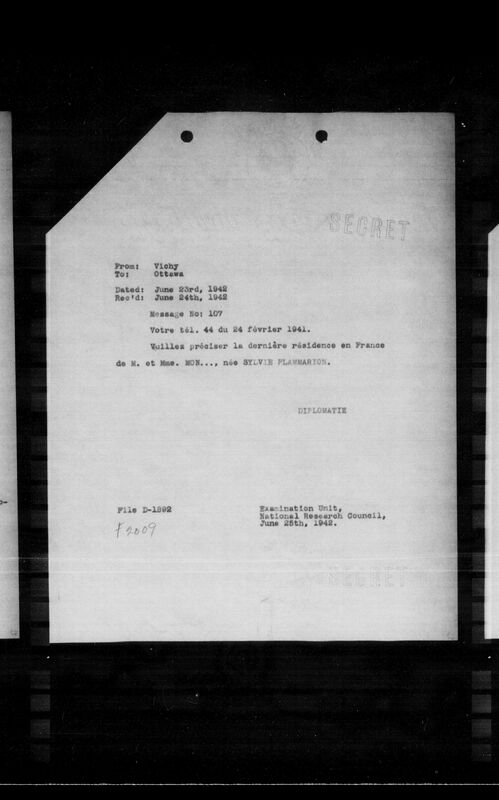 SECRET
From: Vichy
To: Ottawa
Dated: June 23rd, 1942
Rec'd: June 24th, 1942
Message No: 107
Votre tél. 44 du 24 février 1941.
Vuillez préciser la dernière résidence en France
de M. et Mme. MON..., née SYLVIE FLAMMARION.
DIPLOMATIE
File D-1892
Examination Unit,
National Research Council,
June 25th, 1942.
F2009
SECRET